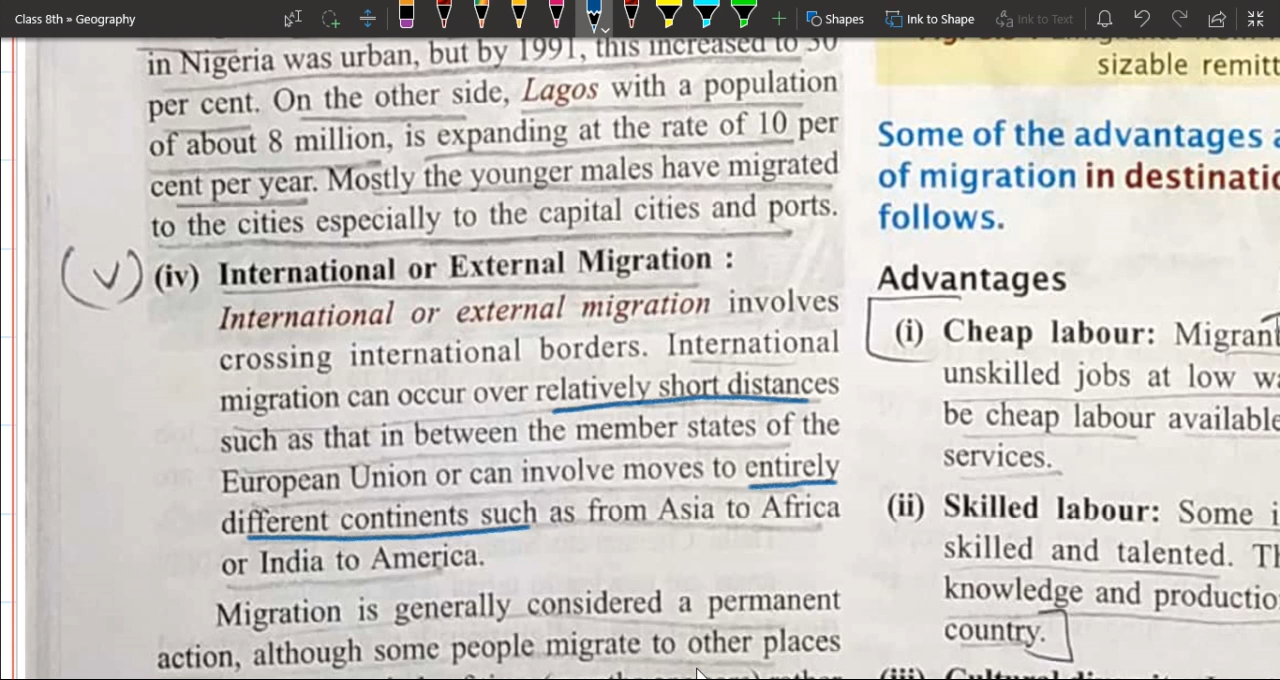 Class 8th » Geography
Shapes
Ink to Shape
Ink to Text
in Nigeria was urban, but by 1991, this increased to 30
per cent. On the other side, Lagos with a population
of about 8 million, is expanding at the rate of 10 per
cent per year. Mostly the younger males have migrated
to the cities especially to the capital cities and ports.
(v) (iv) International or External Migration :
International or external migration involves
crossing international borders. International
migration can occur over relatively short distances
such as that in between the member states of the
European Union or can involve moves to entirely
different continents such as from Asia to Africa
or India to America.
Migration is generally considered a permanent
action, although some people migrate to other places
sizable remitt
Some of the advantages a
of migration in destinatio
follows.
Advantages
(i) Cheap labour: Migrant
unskilled jobs at low wa
be cheap labour available
services.
(ii) Skilled labour: Some i
skilled and talented. Th
knowledge and productio
country.